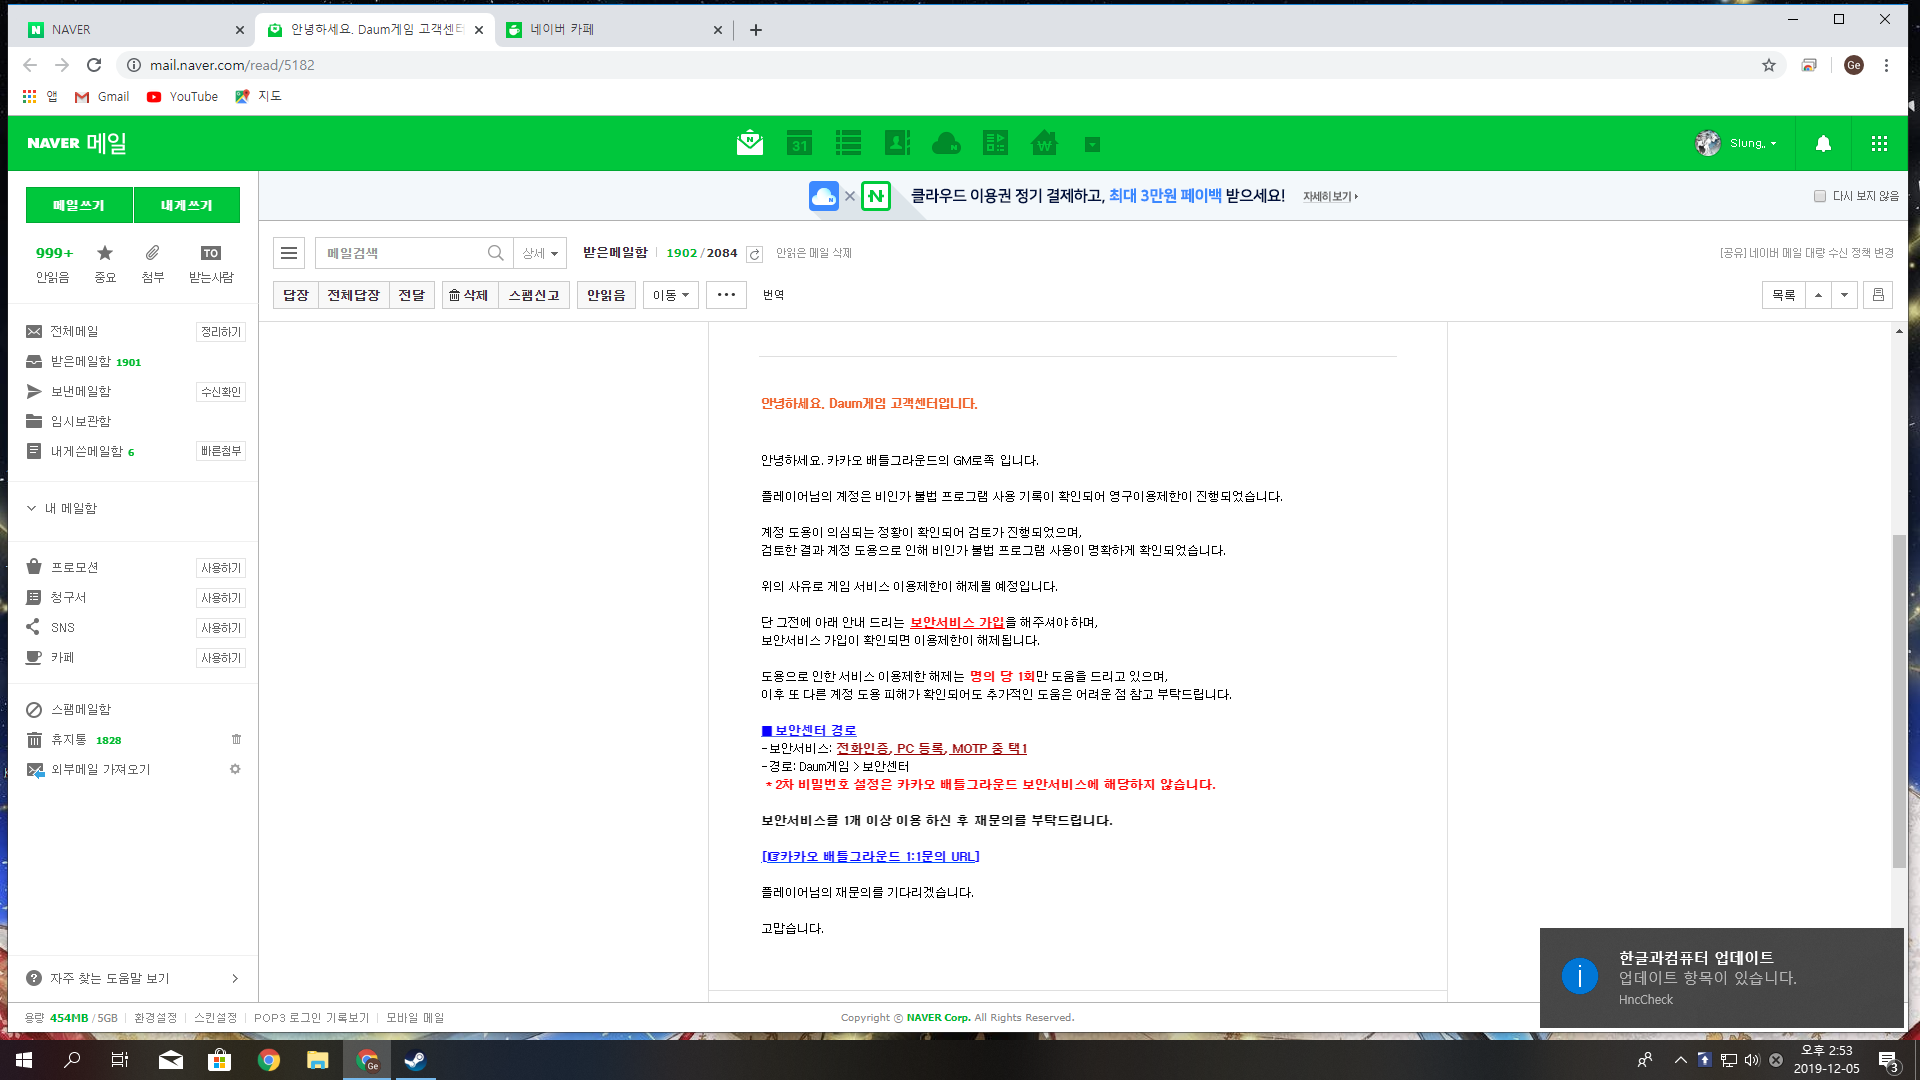 NAVER
안녕하세요. Daum게임 고객센터
네이버 카페
mail.naver.com/read/5182
Ge
앱
Gmail
YouTube
지도
NAVER 메일
31
Slung..
클라우드 이용권 정기 결제하고, 최대 3만원 페이백 받으세요!
자세히 보기
다시 보지 않음
메일쓰기
내게쓰기
999+
안읽음
중요
첨부
TO
받는사람
메일검색
상세
받은메일함
1902/2084
안읽은 메일 삭제
[공유] 네이버 메일 대량 수신 정책 변경
답장
전체답장
전달
삭제
스팸신고
안읽음
이동
번역
목록
전체메일
정리하기
받은메일함 1901
보낸메일함
수신확인
임시보관함
내게쓴메일함 6
빠른첨부
내 메일함
프로모션
사용하기
청구서
사용하기
SNS
사용하기
카페
사용하기
스팸메일함
휴지통 1828
외부메일 가져오기
자주 찾는 도움말 보기
안녕하세요. Daum게임 고객센터입니다.
안녕하세요. 카카오 배틀그라운드의 GM로족 입니다.
플레이어님의 계정은 비인가 불법 프로그램 사용 기록이 확인되어 영구이용제한이 진행되었습니다.
계정 도용이 의심되는 정황이 확인되어 검토가 진행되었으며,
검토한 결과 계정 도용으로 인해 비인가 불법 프로그램 사용이 명확하게 확인되었습니다.
위의 사유로 게임 서비스 이용제한이 해제될 예정입니다.
단 그전에 아래 안내 드리는 보안서비스 가입을 해주셔야 하며,
보안서비스 가입이 확인되면 이용제한이 해제됩니다.
도용으로 인한 서비스 이용제한 해제는 명의 당 1회만 도움을 드리고 있으며,
이후 또 다른 계정 도용 피해가 확인되어도 추가적인 도움은 어려운 점 참고 부탁드립니다.
■ 보안센터 경로
-보안서비스: 전화인증, PC 등록, MOTP 중 택1
-경로: Daum게임 > 보안센터
* 2차 비밀번호 설정은 카카오 배틀그라운드 보안서비스에 해당하지 않습니다.
보안서비스를 1개 이상 이용 하신 후 재문의를 부탁드립니다.
[☞카카오 배틀그라운드 1:1문의 URL]
플레이어님의 재문의를 기다리겠습니다.
고맙습니다.
한글과컴퓨터 업데이트
업데이트 항목이 있습니다.
HncCheck
용량 454MB / 5GB
환경설정
스킨설정
POP3 로그인 기록보기
모바일 메일
Copyright © NAVER Corp. All Rights Reserved.
Ge
오후 2:53
2019-12-05
3